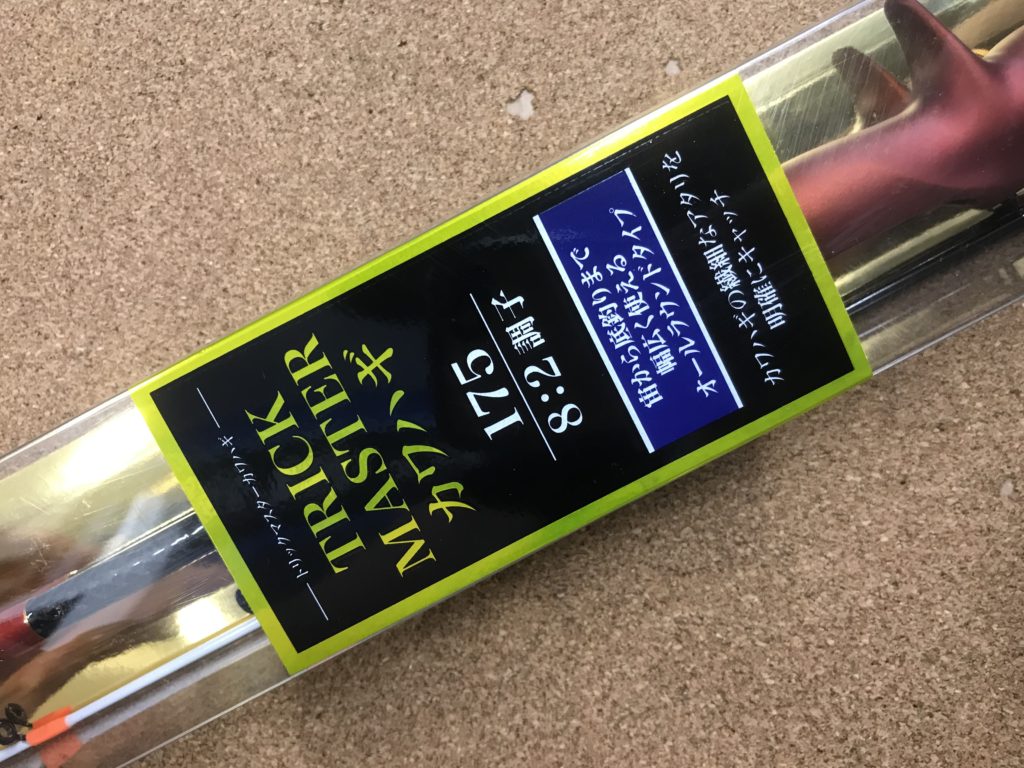 トリックマスターカワハギ
TRICK
MASTER
カワハギ
175
8:2 調子
宙から底釣りまで
幅広く使える
オールラウンドタイプ
カワハギの繊細なアタリを
明確にキャッチ